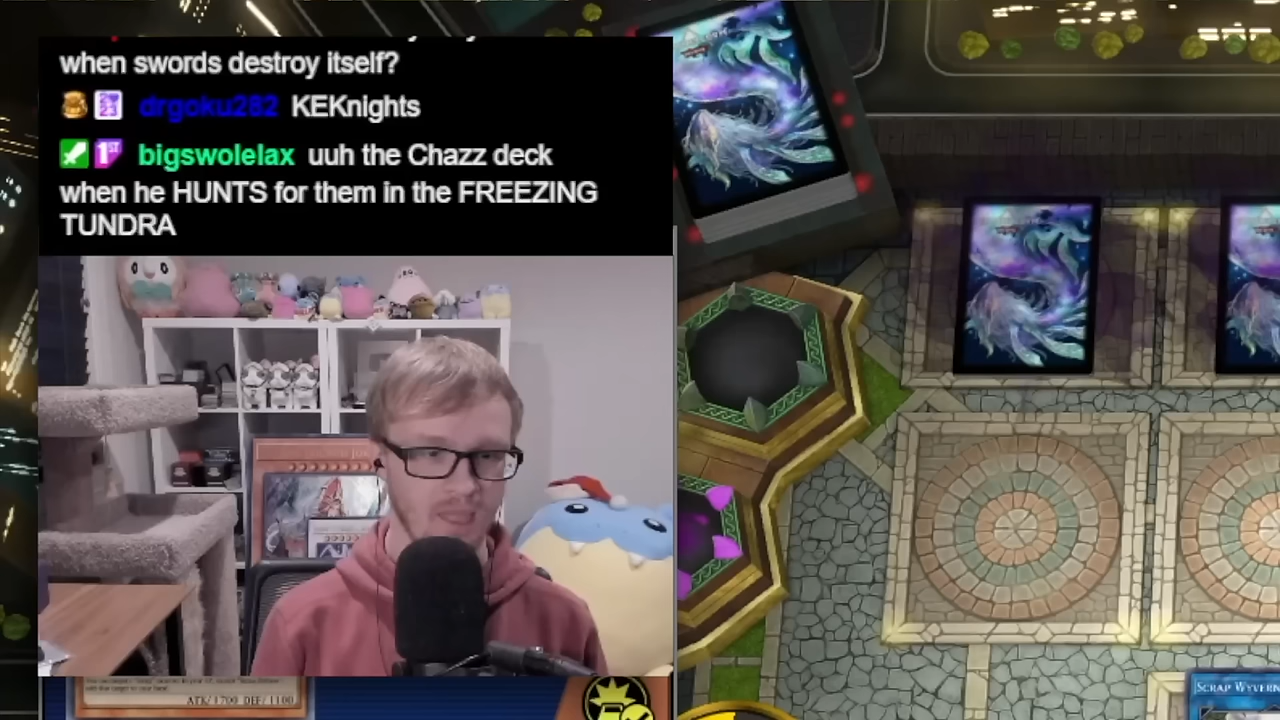 when swords destroy itself?
drgoku282 KEKnights
1ST bigswolelax uuh the Chazz deck
when he HUNTS for them in the FREEZING
TUNDRA
ATK/1700 DEF/1100
SCRAP WYVERN